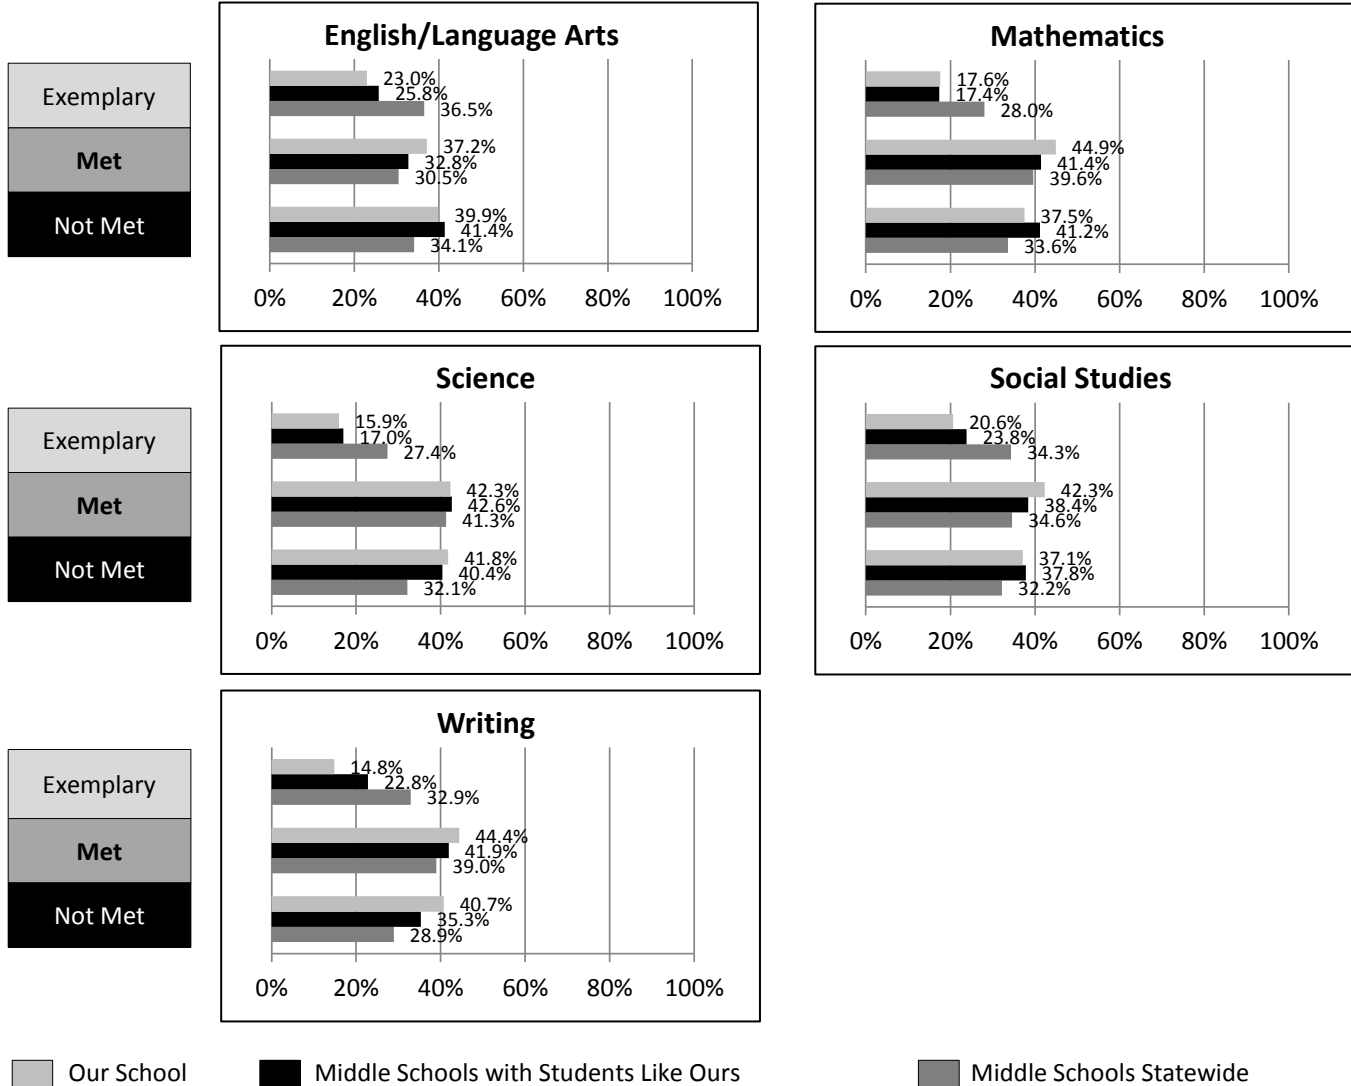 English/Language Arts
Exemplary
Met
Not Met
23.0%
25.8%
36.5%
37.2%
32.8%
30.5%
39.9%
41.4%
34.1%
0% 20% 40% 60% 80% 100%
Mathematics
17.6%
17.4%
28.0%
44.9%
41.4%
39.6%
37.5%
41.2%
33.6%
0% 20% 40% 60% 80% 100%
Science
Exemplary
Met
Not Met
15.9%
17.0%
27.4%
42.3%
42.6%
41.3%
41.8%
40.4%
32.1%
0% 20% 40% 60% 80% 100%
Social Studies
20.6%
23.8%
34.3%
42.3%
38.4%
34.6%
37.1%
37.8%
32.2%
0% 20% 40% 60% 80% 100%
Writing
Exemplary
Met
Not Met
14.8%
22.8%
32.9%
44.4%
41.9%
39.0%
40.7%
35.3%
28.9%
0% 20% 40% 60% 80% 100%
Our School
Middle Schools with Students Like Ours
Middle Schools Statewide